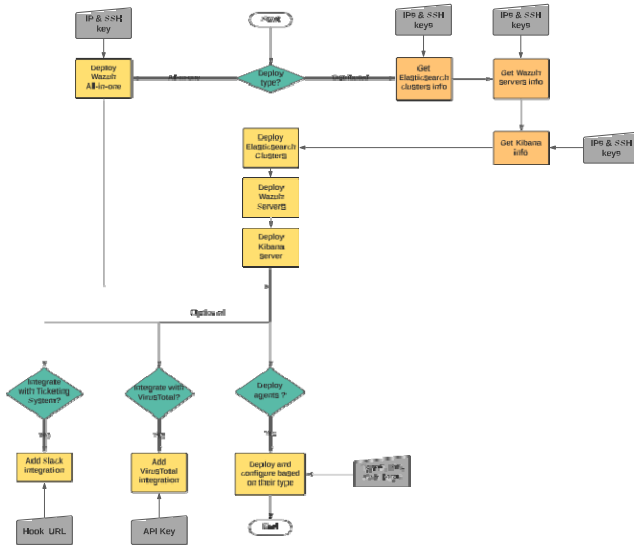 IP & SSH
key
Start
IPs & SSH
keys
IPs & SSH
keys
Deploy
Wazuh
All-in-one
All-in-one
Deploy
type?
Get
Elasticsearch
clusters info
Get Wazuh
servers info
Deploy
ElasticSearch
Clusters
Get Kibana
info
IPs & SSH
keys
Deploy
Wazuh
Servers
Deploy
Kibana
server
Optional
Integrate
with Ticketing
System?
Integrate with
VirusTotal?
Deploy
agents ?
Yes
Yes
Yes
Add Slack
integration
Add
VirusTotal
integration
Deploy and
configure based
on their type
Hook URL
API Key
End